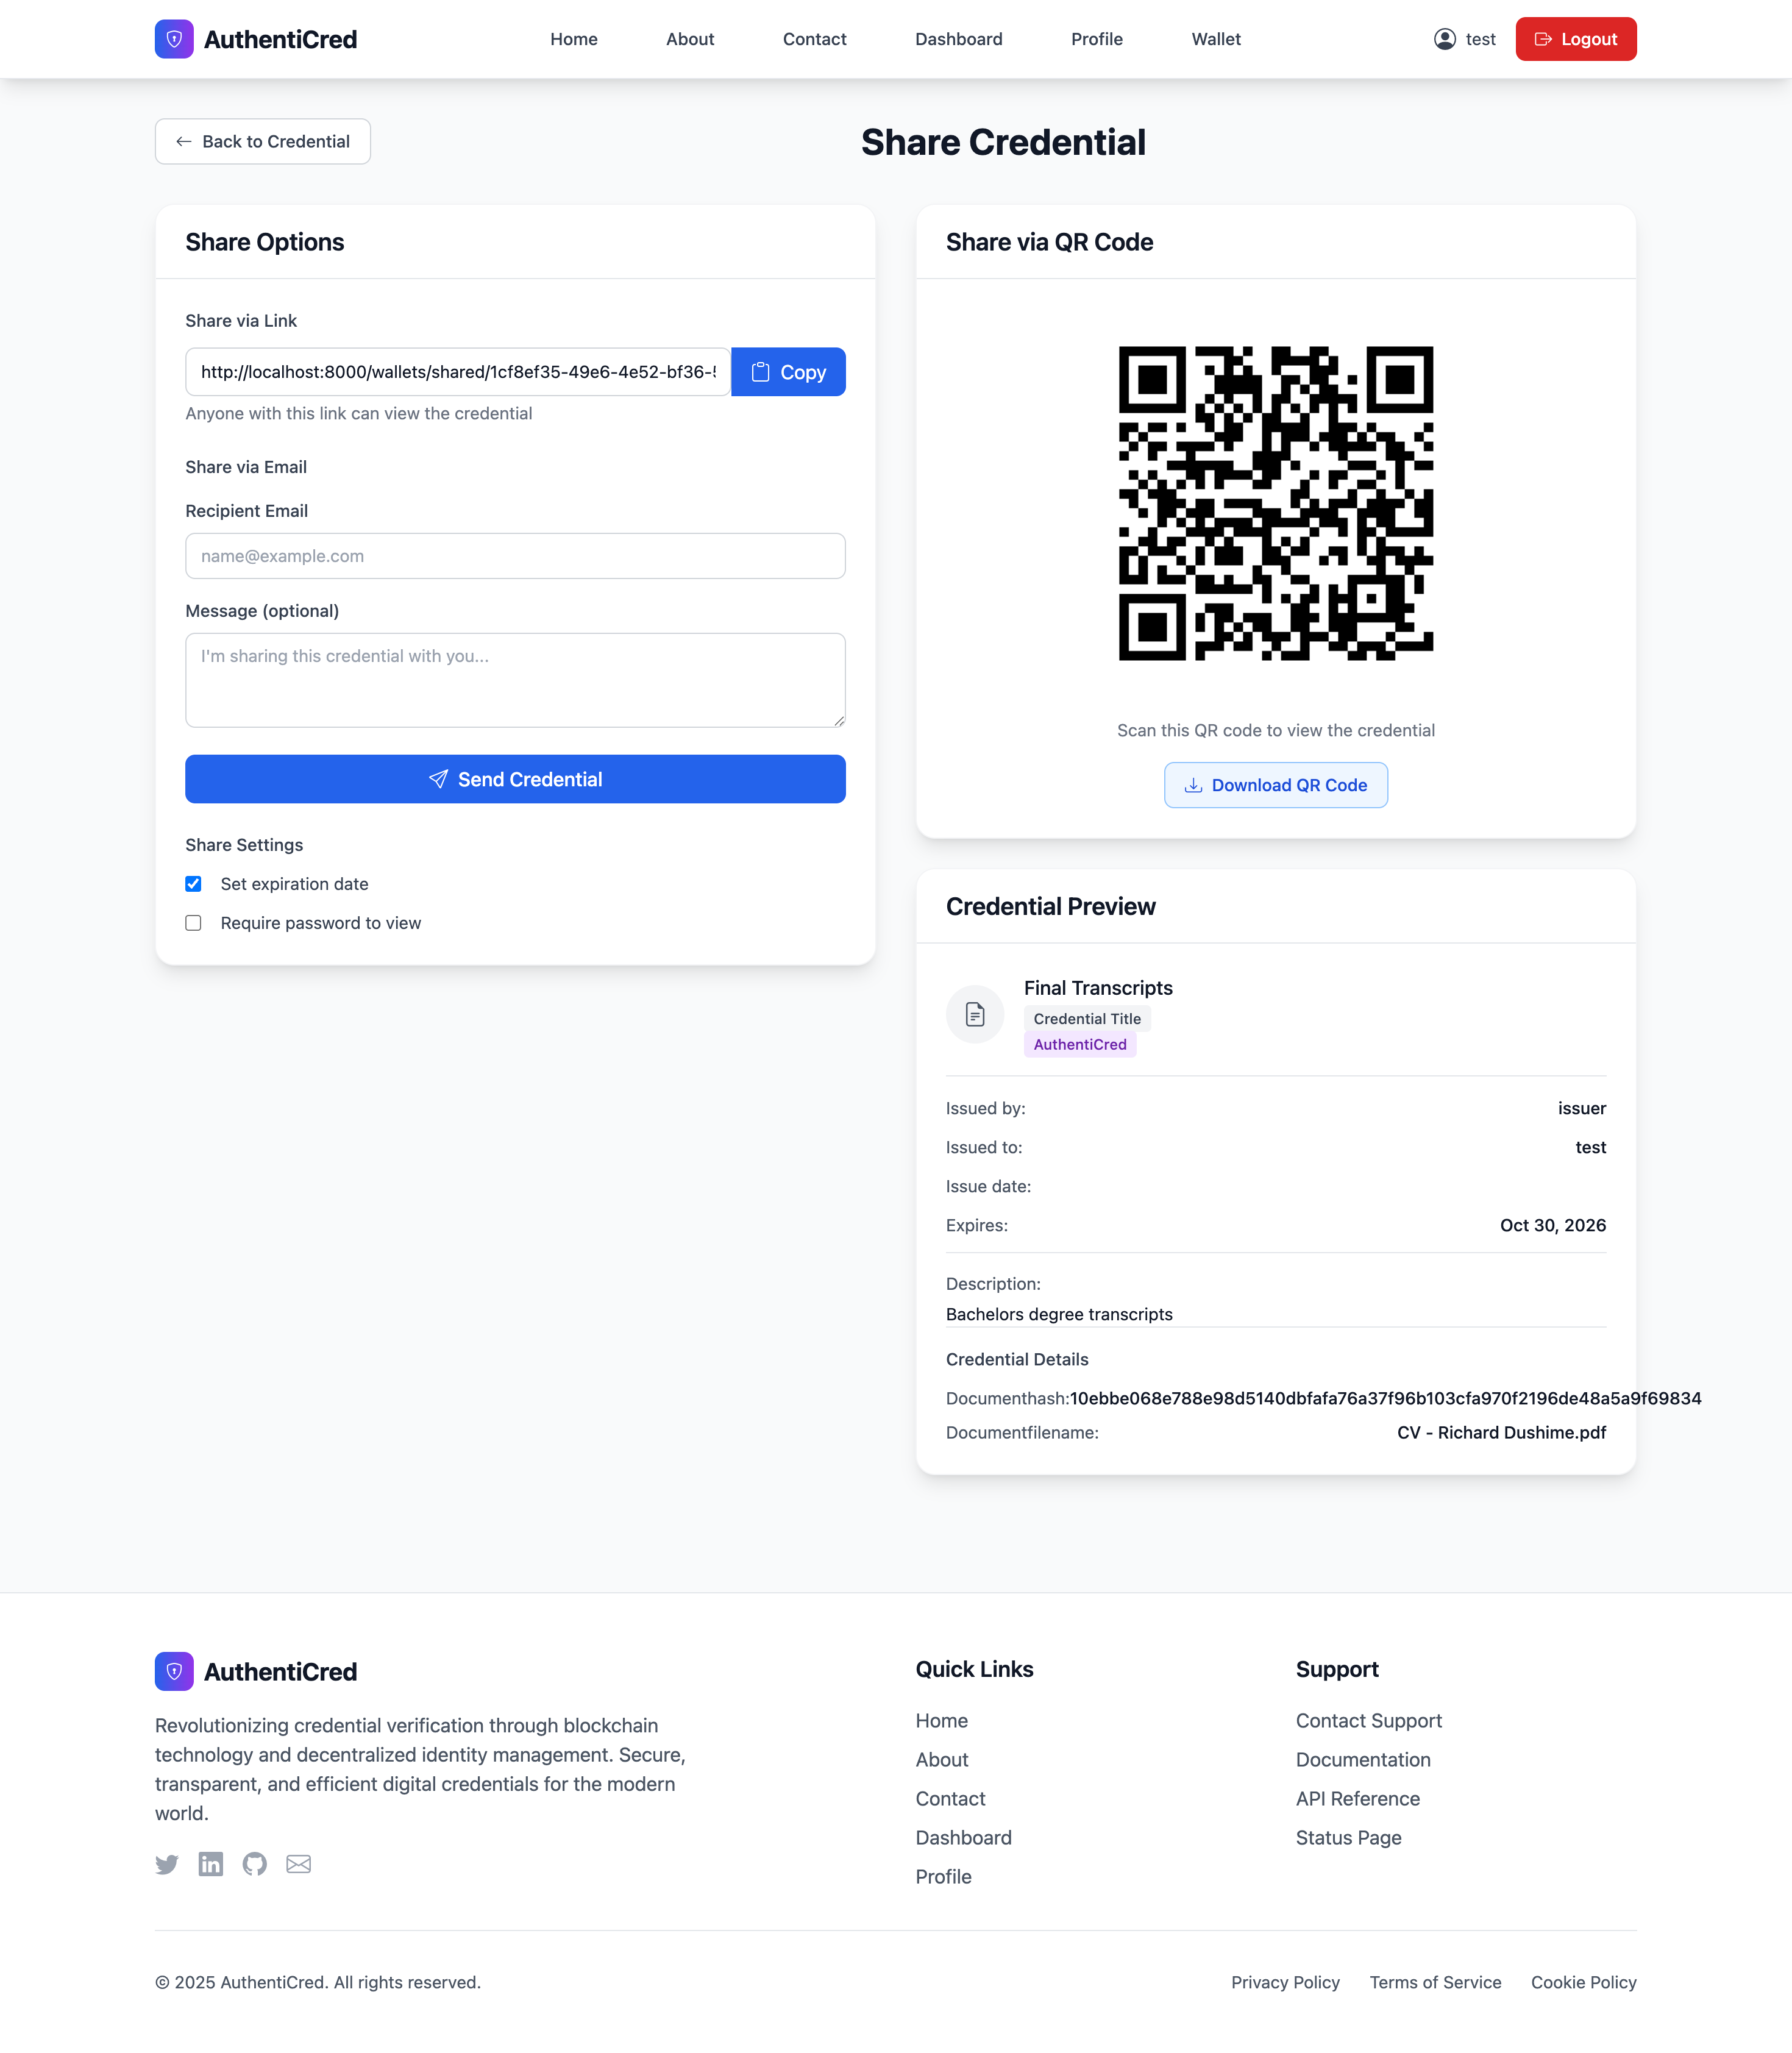 AuthentiCred
Home
About
Contact
Dashboard
Profile
Wallet
test
Logout
Back to Credential
Share Credential
Share Options
Share via Link
http://localhost:8000/wallets/shared/1cf8ef35-49e6-4e52-bf36-
Copy
Anyone with this link can view the credential
Share via Email
Recipient Email
name@example.com
Message (optional)
I'm sharing this credential with you...
Send Credential
Share Settings
Set expiration date
Require password to view
Share via QR Code
Scan this QR code to view the credential
Download QR Code
Credential Preview
Final Transcripts
Credential Title
AuthentiCred
Issued by: issuer
Issued to: test
Issue date:
Expires: Oct 30, 2026
Description:
Bachelors degree transcripts
Credential Details
Documenthash:10ebbe068e788e98d5140dbfafa76a37f96b103cfa970f2196de48a5a9f69834
Documentfilename: CV - Richard Dushime.pdf
AuthentiCred
Revolutionizing credential verification through blockchain
technology and decentralized identity management. Secure,
transparent, and efficient digital credentials for the modern
world.
Quick Links
Home
About
Contact
Dashboard
Profile
Support
Contact Support
Documentation
API Reference
Status Page
© 2025 AuthentiCred. All rights reserved.
Privacy Policy
Terms of Service
Cookie Policy